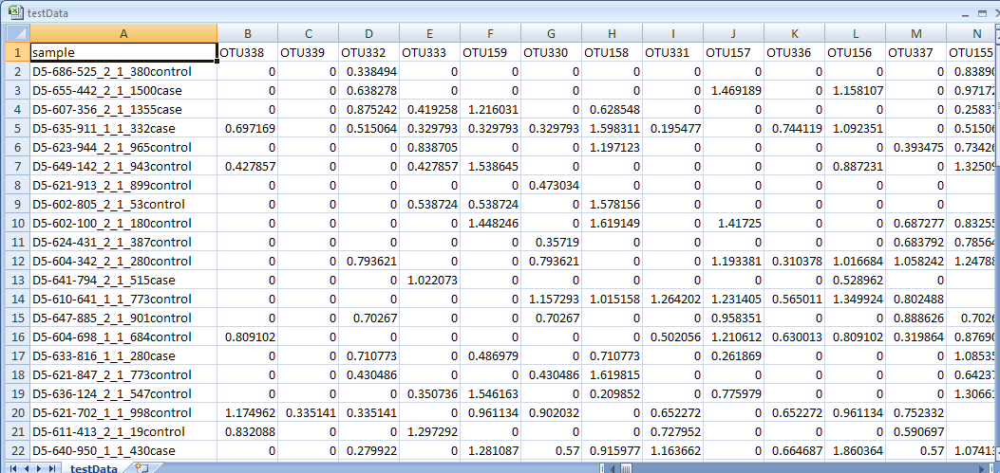 testData
A B C D E F G H I J K L M N
1 sample OTU338 OTU339 OTU332 OTU333 OTU159 OTU330 OTU158 OTU331 OTU157 OTU336 OTU156 OTU337 OTU155
2 D5-686-525_2_1_380control 0 0 0.338494 0 0 0 0 0 0 0 0 0 0.8389
3 D5-655-442_2_1_1500case 0 0 0.638278 0 0 0 0 0 1.469189 0 1.158107 0 0.9717
4 D5-607-356_2_1_1355case 0 0 0.875242 0.419258 1.216031 0 0.628548 0 0 0 0 0 0.2583
5 D5-635-911_1_1_332case 0.697169 0 0.515064 0.329793 0.329793 0.329793 1.598311 0.195477 0 0.744119 1.092351 0 0.5150
6 D5-623-944_2_1_965control 0 0 0 0.838705 0 0 1.197123 0 0 0 0 0.393475 0.7342
7 D5-649-142_2_1_943control 0.427857 0 0 0.427857 1.538645 0 0 0 0 0 0.887231 0 1.3250
8 D5-621-913_2_1_899control 0 0 0 0 0 0.473034 0 0 0 0 0 0
9 D5-602-805_2_1_53control 0 0 0 0.538724 0.538724 0 1.578156 0 0 0 0 0
10 D5-602-100_2_1_180control 0 0 0 0 1.448246 0 1.619149 0 1.41725 0 0 0.687277 0.8325
11 D5-624-431_2_1_387control 0 0 0 0 0 0.35719 0 0 0 0 0 0.683792 0.7856
12 D5-604-342_2_1_280control 0 0 0.793621 0 0 0.793621 0 0 1.193381 0.310378 1.016684 1.058242 1.2478
13 D5-641-794_2_1_515case 0 0 0 1.022073 0 0 0 0 0 0 0.528962 0
14 D5-610-641_1_1_773control 0 0 0 0 0 1.157293 1.015158 1.264202 1.231405 0.565011 1.349924 0.802488
15 D5-647-885_2_1_901control 0 0 0.70267 0 0 0.70267 0 0 0.958351 0 0 0.888626 0.702
16 D5-604-698_1_1_684control 0.809102 0 0 0 0 0 0 0.502056 1.210612 0.630013 0.809102 0.319864 0.8769
17 D5-633-816_1_1_280case 0 0 0.710773 0 0.486979 0 0.710773 0 0.261869 0 0 0 1.0853
18 D5-621-847_2_1_773control 0 0 0.430486 0 0 0.430486 1.619815 0 0 0 0 0 0.6423
19 D5-636-124_2_1_547control 0 0 0 0.350736 1.546163 0 0.209852 0 0.775979 0 0 0 1.3066
20 D5-621-702_1_1_998control 1.174962 0.335141 0.335141 0 0.961134 0.902032 0 0.652272 0 0.652272 0.961134 0.752332
21 D5-611-413_2_1_19control 0.832088 0 0 1.297292 0 0 0 0.727952 0 0 0 0.590697
22 D5-640-950_1_1_430case 0 0 0.279922 0 1.281087 0.57 0.915977 1.163662 0 0.664687 1.860364 0.57 1.0741
testData